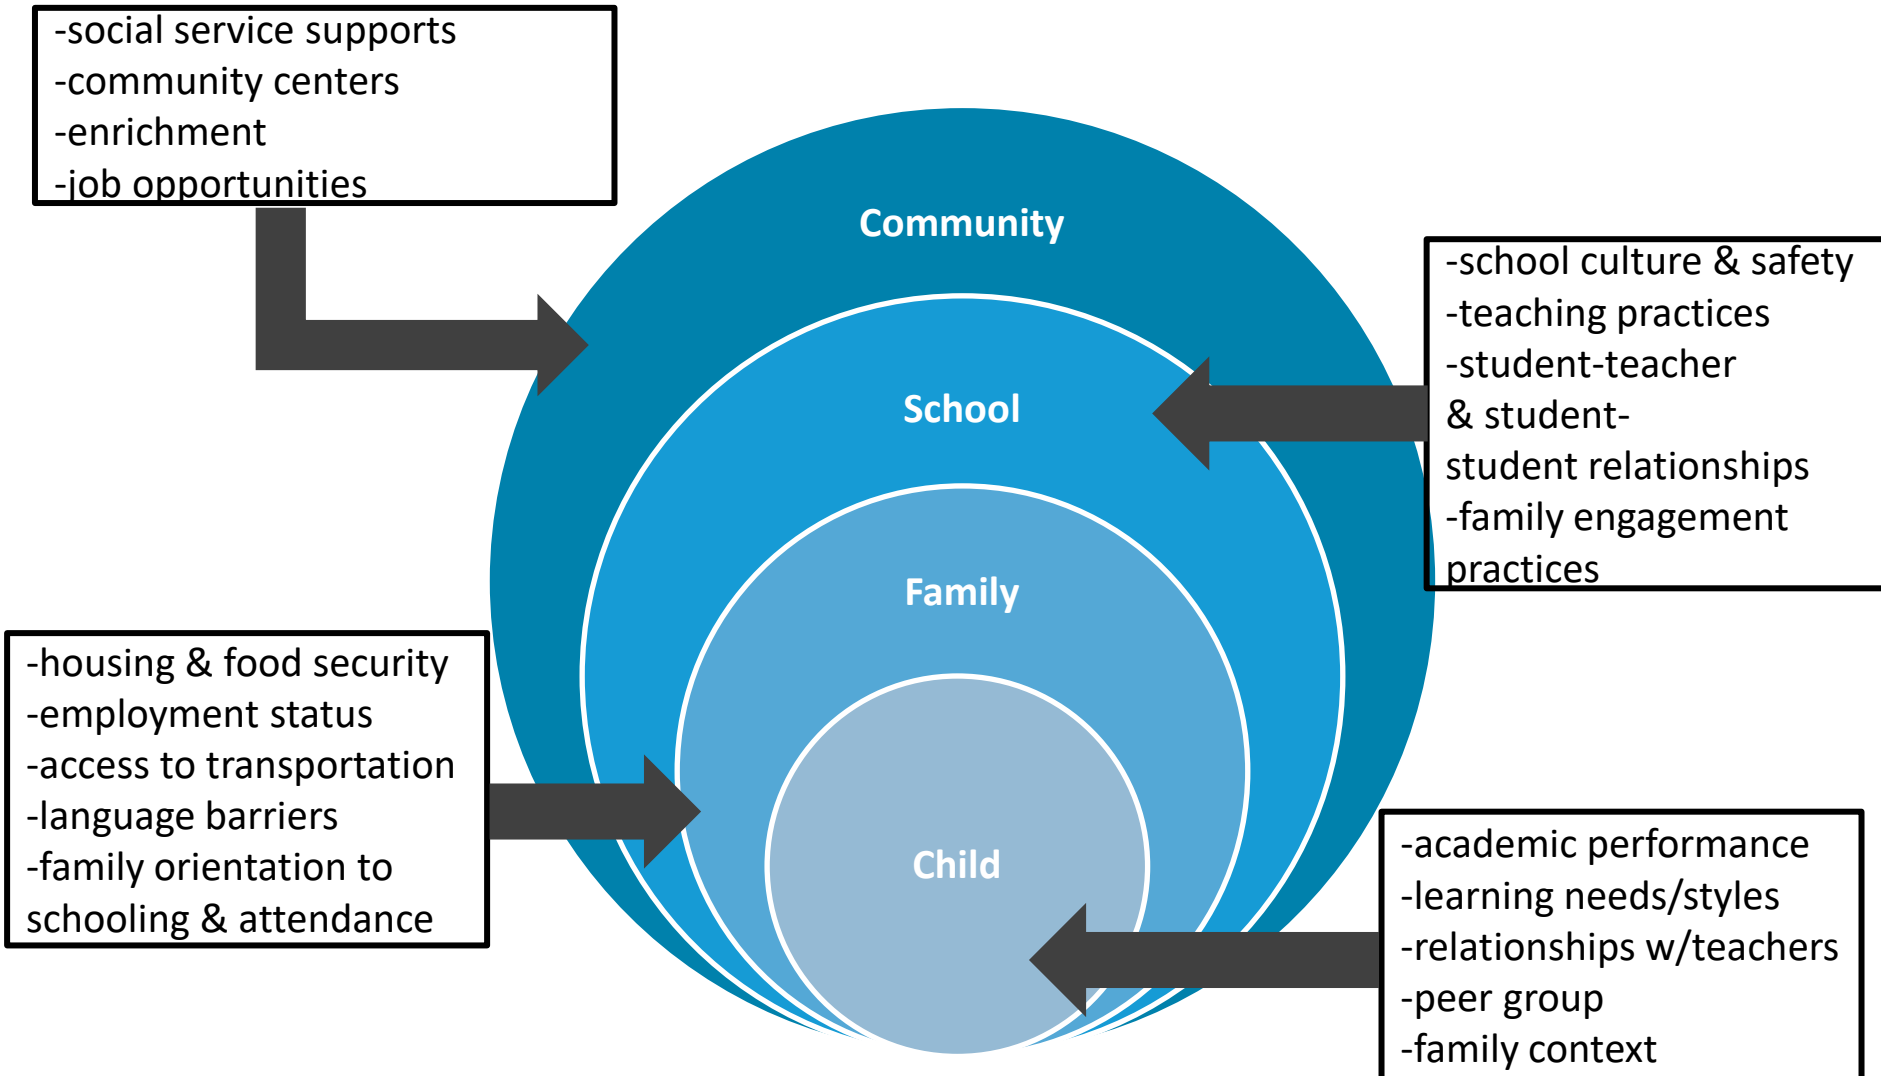 -social service supports
-community centers
-enrichment
-job opportunities
Community
-school culture & safety
-teaching practices
-student-teacher
& student-
student relationships
-family engagement
practices
School
Family
-housing & food security
-employment status
-access to transportation
-language barriers
-family orientation to
schooling & attendance
Child
-academic performance
-learning needs/styles
-relationships w/teachers
-peer group
-family context